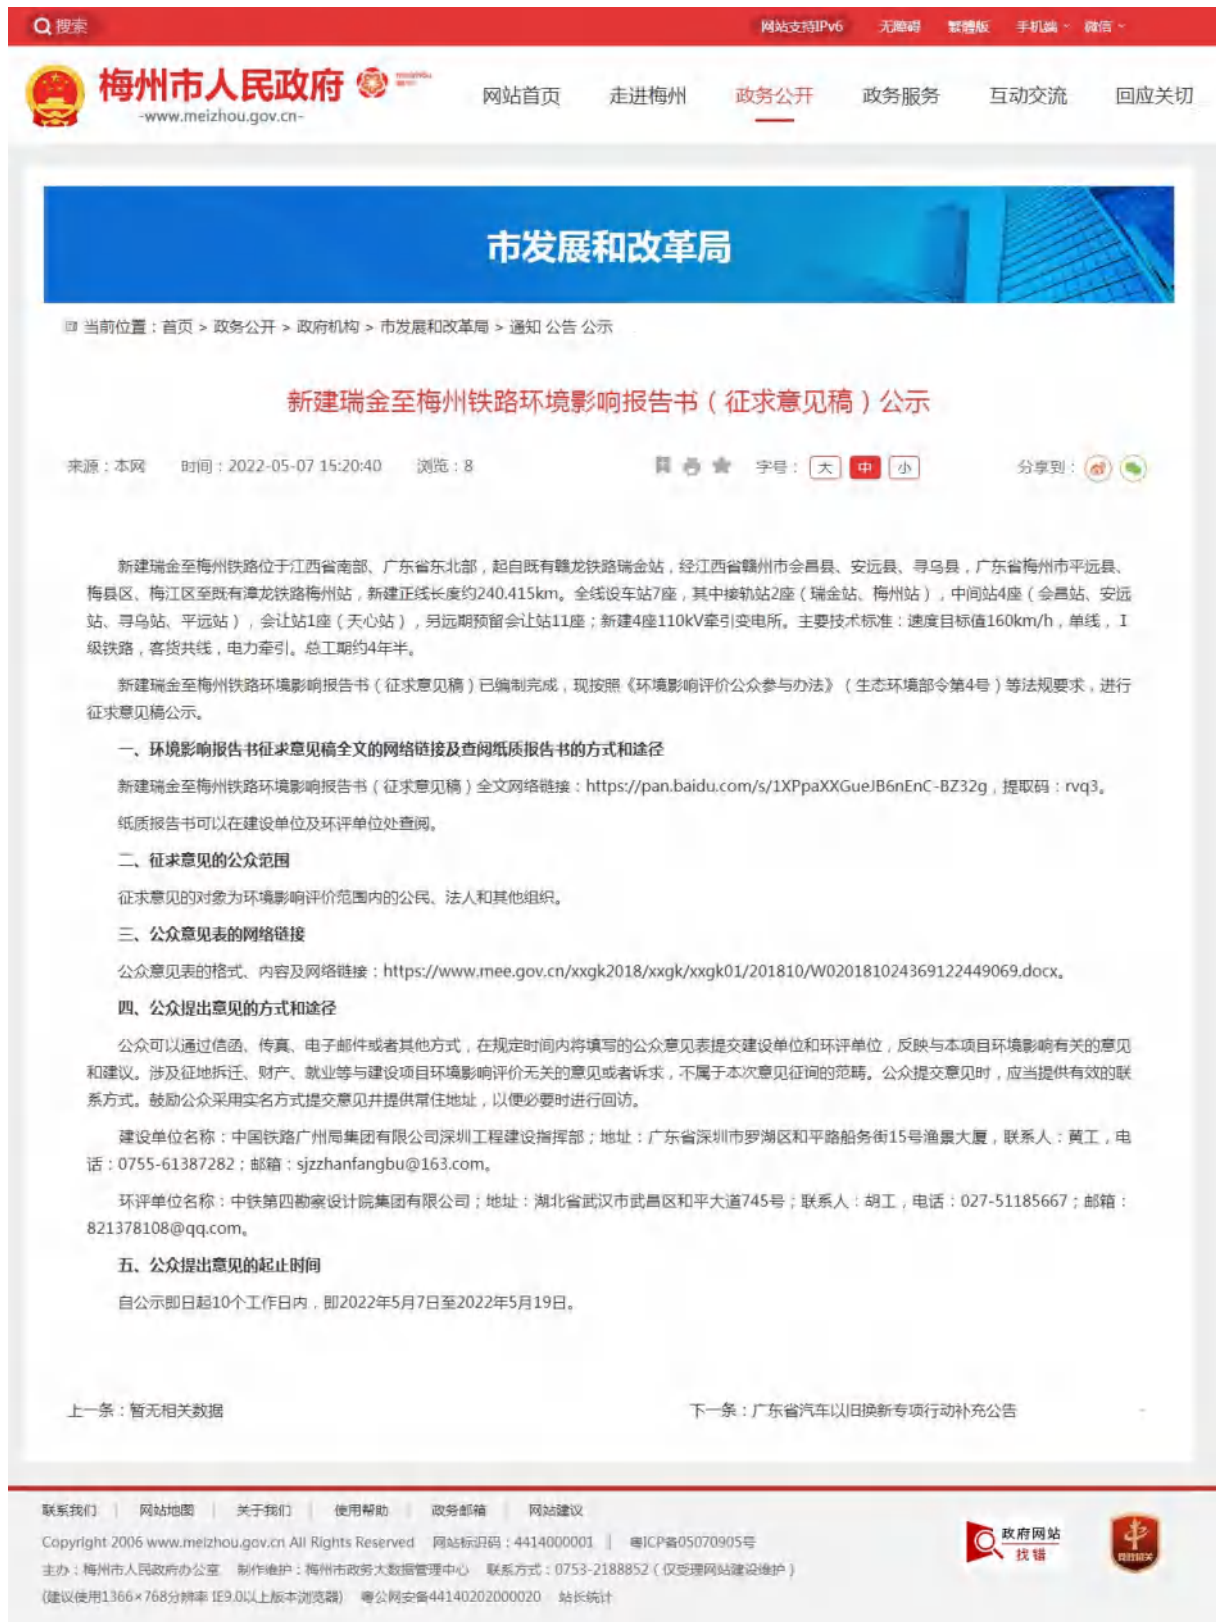 搜索 网站支持IPv6 无障碍 繁體版 手机端 微信
梅州市人民政府
-www.meizhou.gov.cn-
网站首页 走进梅州 政务公开 政务服务 互动交流 回应关切
市发展和改革局
当前位置：首页 > 政务公开 > 政府机构 > 市发展和改革局 > 通知 公告 公示
新建瑞金至梅州铁路环境影响报告书（征求意见稿）公示
来源：本网 时间：2022-05-07 15:20:40 浏览：8 字号： 大 中 小 分享到：
新建瑞金至梅州铁路位于江西省南部、广东省东北部，起自既有赣龙铁路瑞金站，经江西省赣州市会昌县、安远县、寻乌县，广东省梅州市平远县、
梅县区、梅江区至既有漳龙铁路梅州站，新建正线长度约240.415km。全线设车站7座，其中接轨站2座（瑞金站、梅州站），中间站4座（会昌站、安远
站、寻乌站、平远站），会让站1座（天心站），另远期预留会让站11座；新建4座110kV牵引变电所。主要技术标准：速度目标值160km/h，单线，I
级铁路，客货共线，电力牵引。总工期约4年半。
新建瑞金至梅州铁路环境影响报告书（征求意见稿）已编制完成，现按照《环境影响评价公众参与办法》（生态环境部令第4号）等法规要求，进行
征求意见稿公示。
一、环境影响报告书征求意见稿全文的网络链接及查阅纸质报告书的方式和途径
新建瑞金至梅州铁路环境影响报告书（征求意见稿）全文网络链接：https://pan.baidu.com/s/1XPpaXXGueJB6nEnC-BZ32g，提取码：rvq3。
纸质报告书可以在建设单位及环评单位处查阅。
二、征求意见的公众范围
征求意见的对象为环境影响评价范围内的公民、法人和其他组织。
三、公众意见表的网络链接
公众意见表的格式、内容及网络链接：https://www.mee.gov.cn/xxgk2018/xxgk/xxgk01/201810/W020181024369122449069.docx。
四、公众提出意见的方式和途径
公众可以通过信函、传真、电子邮件或者其他方式，在规定时间内将填写的公众意见表提交建设单位和环评单位，反映与本项目环境影响有关的意见
和建议。涉及征地拆迁、财产、就业等与建设项目环境影响评价无关的意见或者诉求，不属于本次意见征询的范畴。公众提交意见时，应当提供有效的联
系方式。鼓励公众采用实名方式提交意见并提供常住地址，以便必要时进行回访。
建设单位名称：中国铁路广州局集团有限公司深圳工程建设指挥部；地址：广东省深圳市罗湖区和平路船务街15号渔景大厦，联系人：黄工，电
话：0755-61387282；邮箱：sjzzhanfangbu@163.com。
环评单位名称：中铁第四勘察设计院集团有限公司；地址：湖北省武汉市武昌区和平大道745号；联系人：胡工，电话：027-51185667；邮箱：
821378108@qq.com。
五、公众提出意见的起止时间
自公示即日起10个工作日内，即2022年5月7日至2022年5月19日。
上一条：暂无相关数据 下一条：广东省汽车以旧换新专项行动补充公告
联系我们 | 网站地图 | 关于我们 | 使用帮助 | 政务邮箱 | 网站建议
Copyright 2006 www.meizhou.gov.cn All Rights Reserved 网站标识码：4414000001 | 粤ICP备05070905号
主办：梅州市人民政府办公室 制作维护：梅州市政务大数据管理中心 联系方式：0753-2188852（仅受理网站建设维护）
(建议使用1366×768分辨率 IE9.0以上版本浏览器) 粤公网安备44140202000020 站长统计
政府网站
找错
党政机关